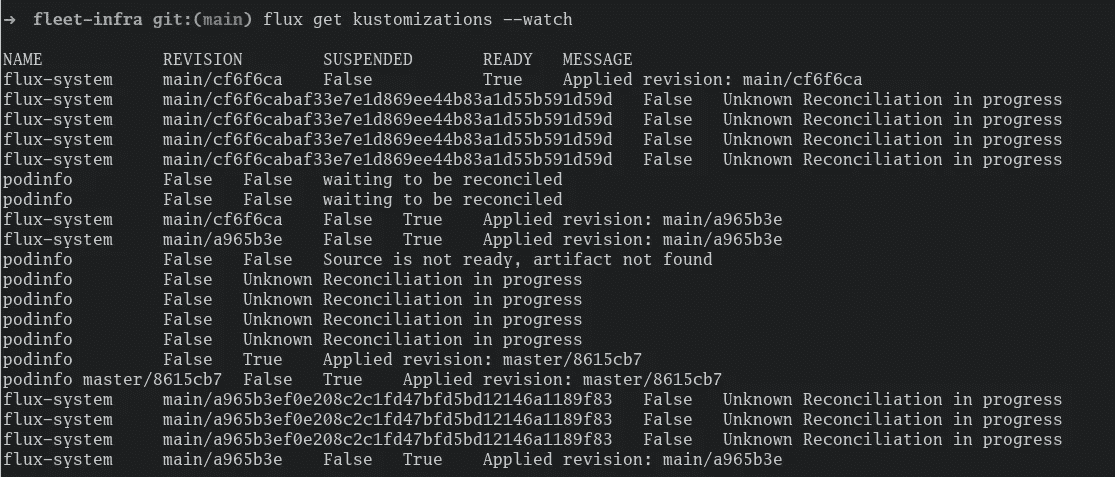 ➜  fleet-infra git:(main) flux get kustomizations --watch
NAME            REVISION        SUSPENDED       READY   MESSAGE
flux-system     main/cf6f6ca    False           True    Applied revision: main/cf6f6ca
flux-system     main/cf6f6cabaf33e7e1d869ee44b83a1d55b591d59d   False   Unknown Reconciliation in progress
flux-system     main/cf6f6cabaf33e7e1d869ee44b83a1d55b591d59d   False   Unknown Reconciliation in progress
flux-system     main/cf6f6cabaf33e7e1d869ee44b83a1d55b591d59d   False   Unknown Reconciliation in progress
flux-system     main/cf6f6cabaf33e7e1d869ee44b83a1d55b591d59d   False   Unknown Reconciliation in progress
podinfo         False   False   waiting to be reconciled
podinfo         False   False   waiting to be reconciled
flux-system     main/cf6f6ca    False   True    Applied revision: main/a965b3e
flux-system     main/a965b3e    False   True    Applied revision: main/a965b3e
podinfo         False   False   Source is not ready, artifact not found
podinfo         False   Unknown Reconciliation in progress
podinfo         False   Unknown Reconciliation in progress
podinfo         False   Unknown Reconciliation in progress
podinfo         False   Unknown Reconciliation in progress
podinfo         False   True    Applied revision: master/8615cb7
podinfo master/8615cb7  False   True    Applied revision: master/8615cb7
flux-system     main/a965b3ef0e208c2c1fd47bfd5bd12146a1189f83   False   Unknown Reconciliation in progress
flux-system     main/a965b3ef0e208c2c1fd47bfd5bd12146a1189f83   False   Unknown Reconciliation in progress
flux-system     main/a965b3ef0e208c2c1fd47bfd5bd12146a1189f83   False   Unknown Reconciliation in progress
flux-system     main/a965b3e    False   True    Applied revision: main/a965b3e